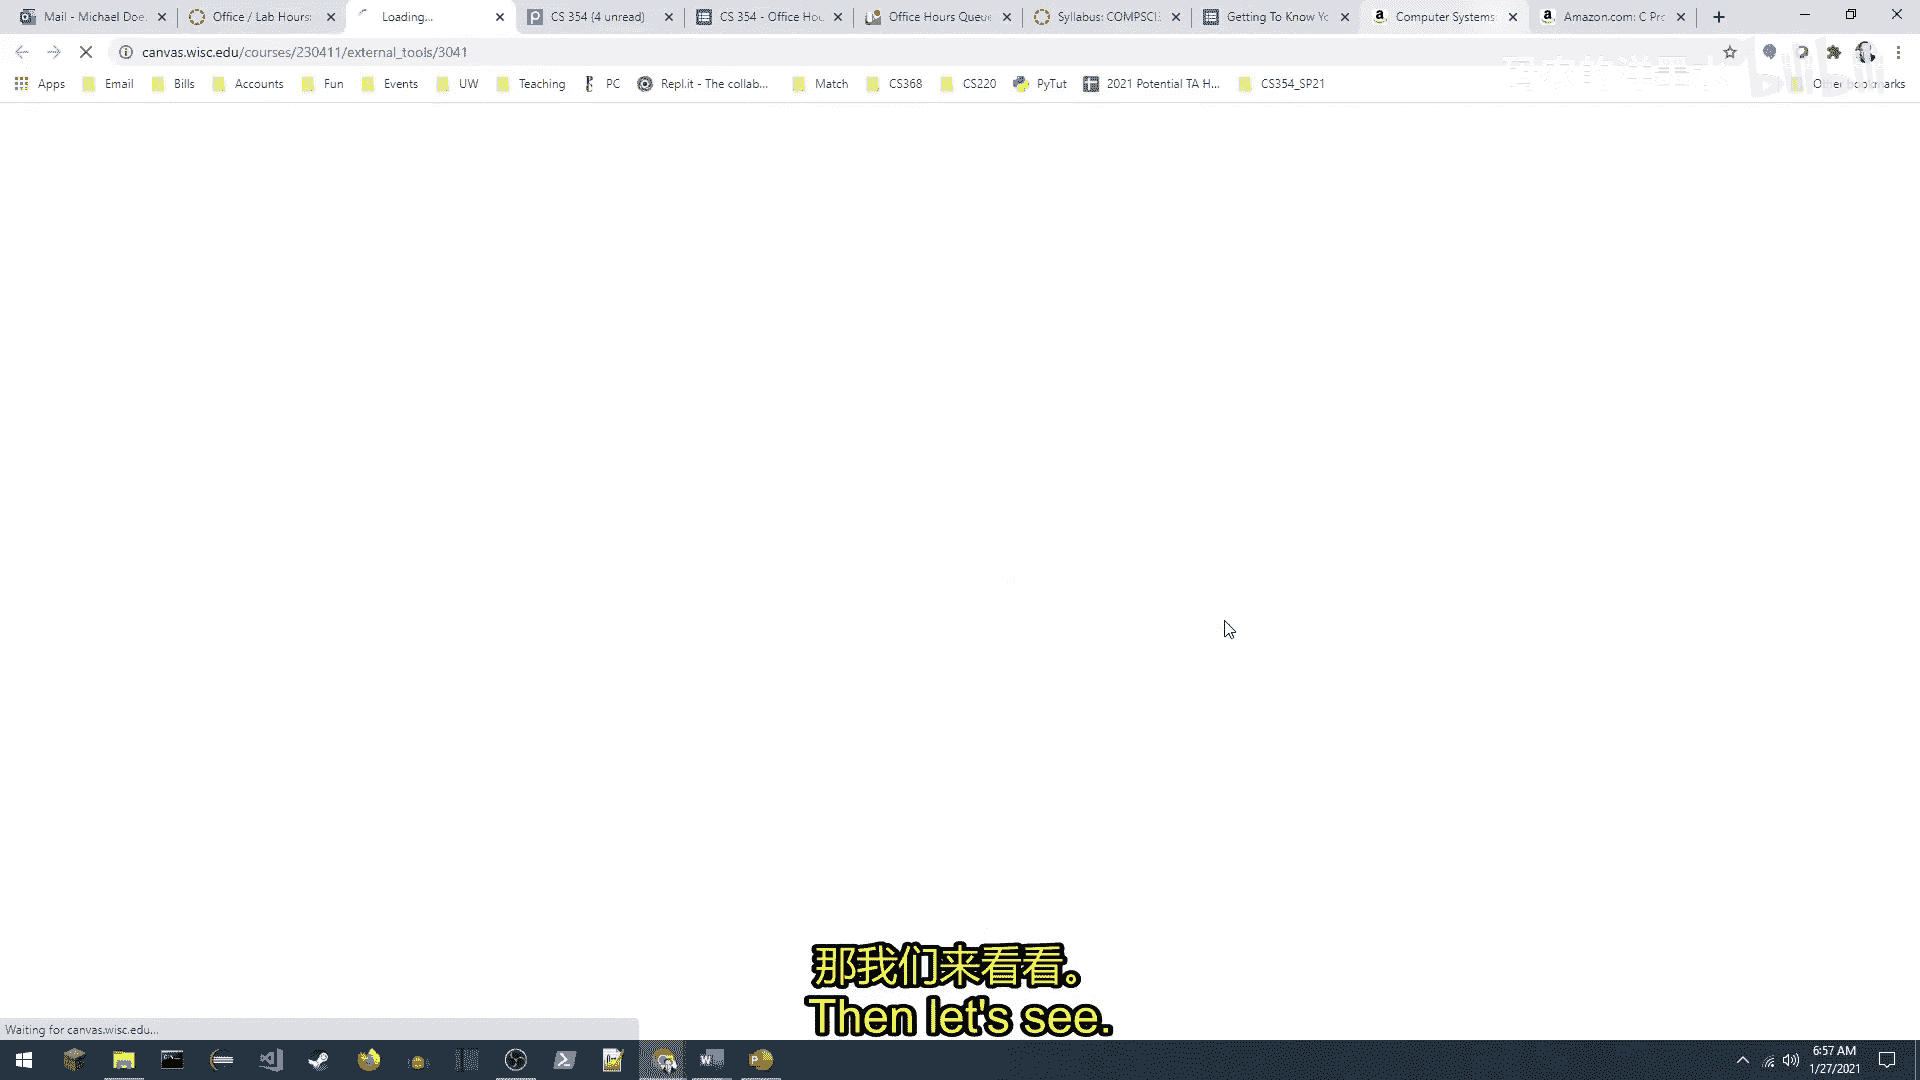 Mail - Michael Doe
Office / Lab Hours:
Loading...
CS 354 (4 unread)
CS 354 - Office Hou
Office Hours Queue
Syllabus: COMPSCI
Getting To Know Yo
Computer Systems:
Amazon.com: C Pro
canvas.wisc.edu/courses/230411/external_tools/3041
Apps
Email
Bills
Accounts
Fun
Events
UW
Teaching
PC
Repl.it - The collab...
Match
CS368
CS220
PyTut
2021 Potential TA H...
CS354_SP21
Other bookmarks
bilibili
那我们来看看。
Then let's see.
Waiting for canvas.wisc.edu...
6:57 AM
1/27/2021